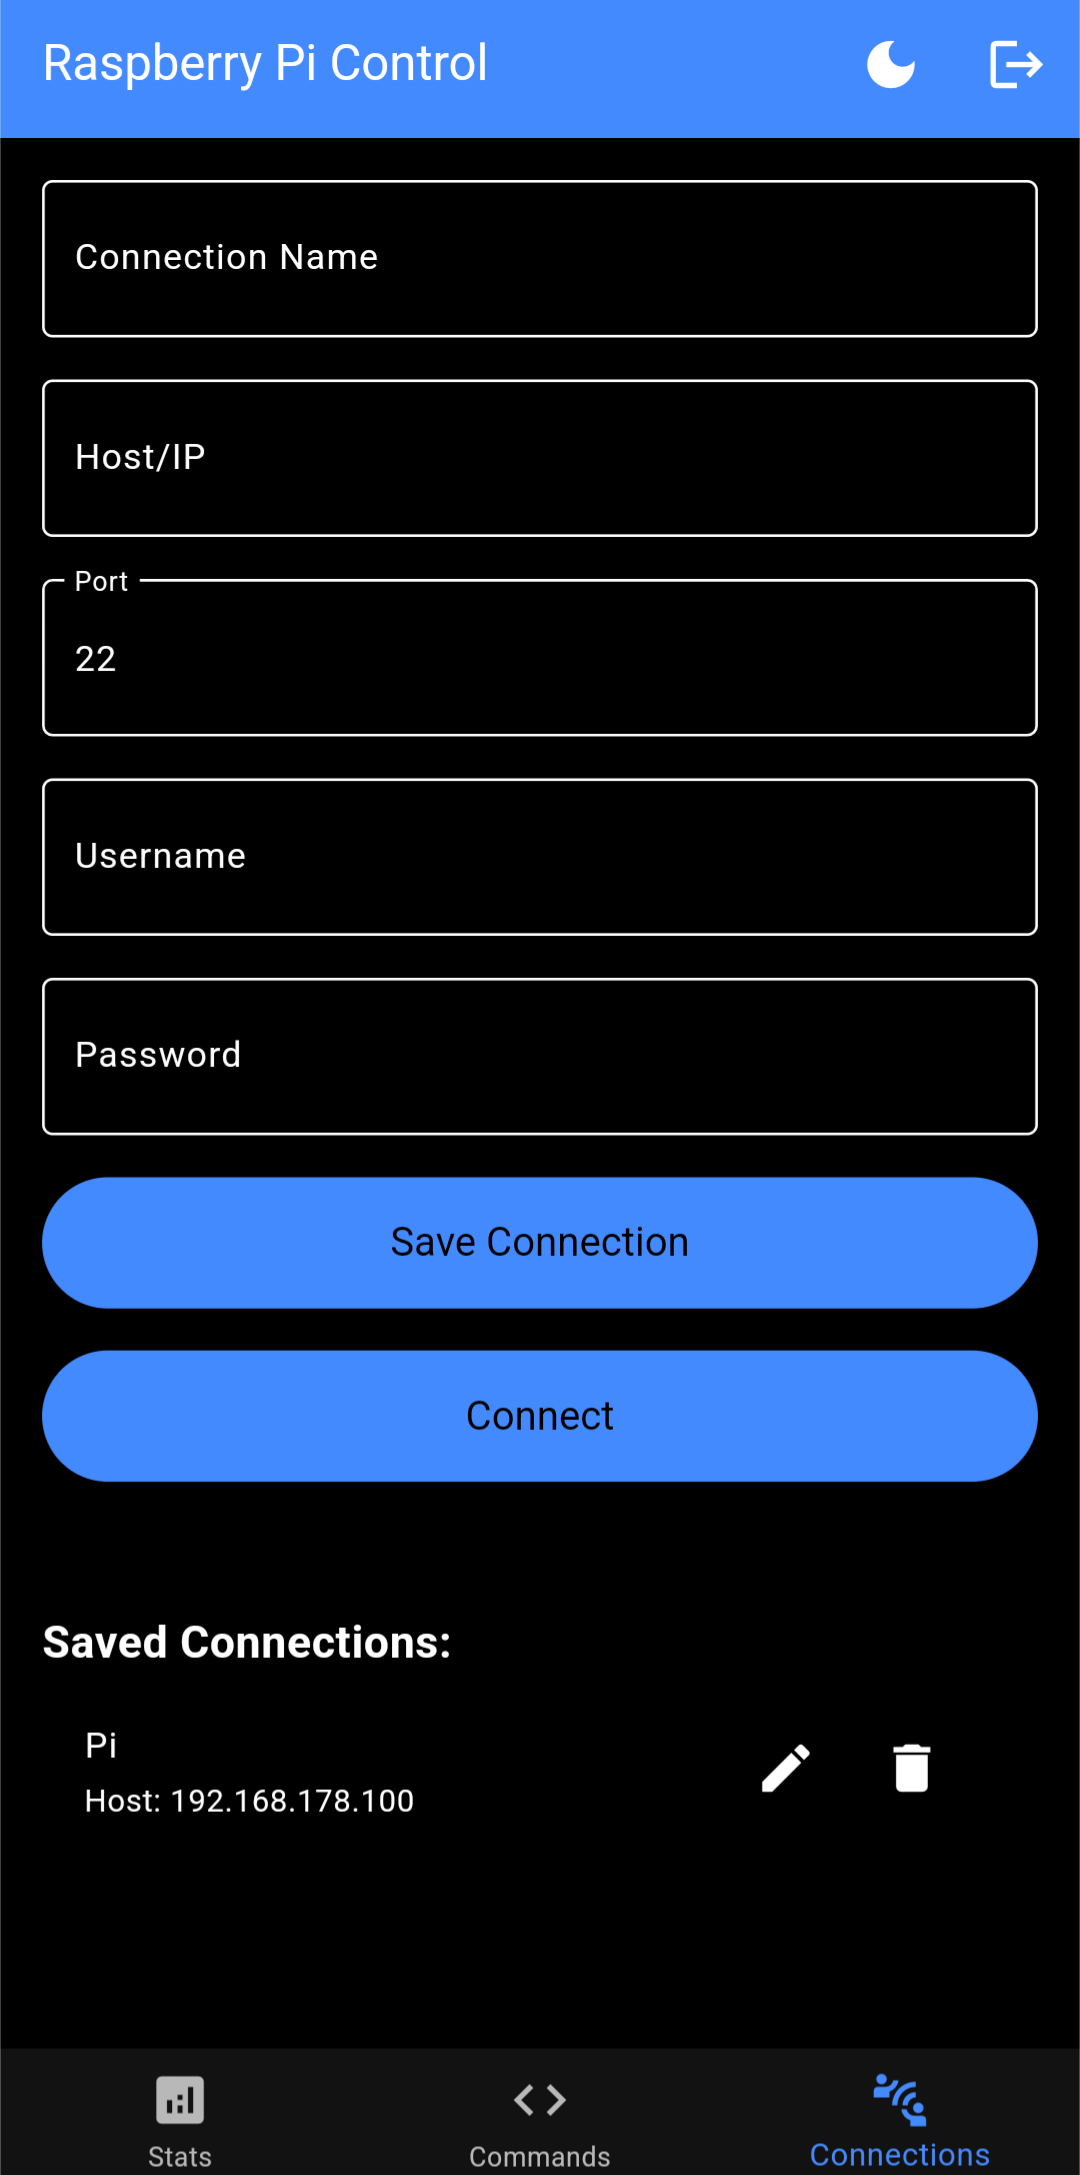 Raspberry Pi Control
Connection Name
Host/IP
Port
22
Username
Password
Save Connection
Connect
Saved Connections:
Pi
Host: 192.168.178.100
Stats
Commands
Connections